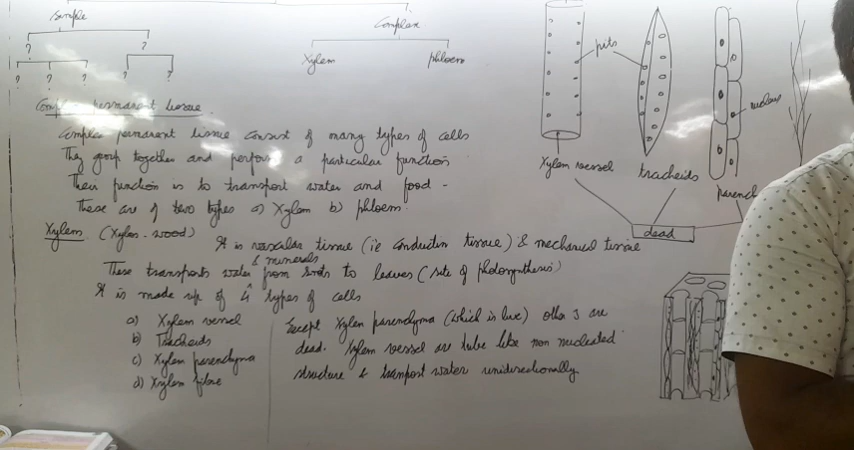 Simple
Complex
?
?
Xylem
phloem
? ? ? ? ?
Complex permanent tissue
Complex permanent tissue consist of many types of cells
They group together and perform a particular function
Their function is to transport water and food -
These are of two types a) Xylem b) phloem.
Xylem (Xylos - wood) It is vascular tissue (ie conductin tissue) & mechanical tissue
& minerals
These transports water from roots to leaves (site of photosynthesis)
It is made up of 4 types of cells
a) Xylem vessel
b) Tracheids
c) Xylem parenchyma
d) Xylem fibre
Except Xylem parenchyma (which is live) other 3 are
dead. Xylem vessel are tube like non nucleated
structure & transport water unidirectionally
pits
nucleus
Xylem vessel
tracheids
parench
dead